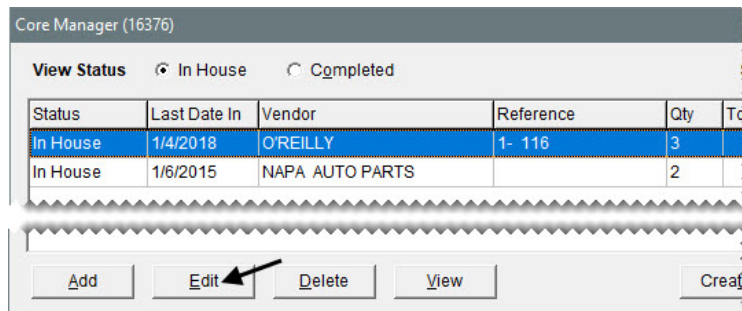 Core Manager (16376)
View Status In House Completed
Status Last Date In Vendor Reference Qty
In House 1/4/2018 O'REILLY 1- 116 3
In House 1/6/2015 NAPA AUTO PARTS 2
Add Edit Delete View